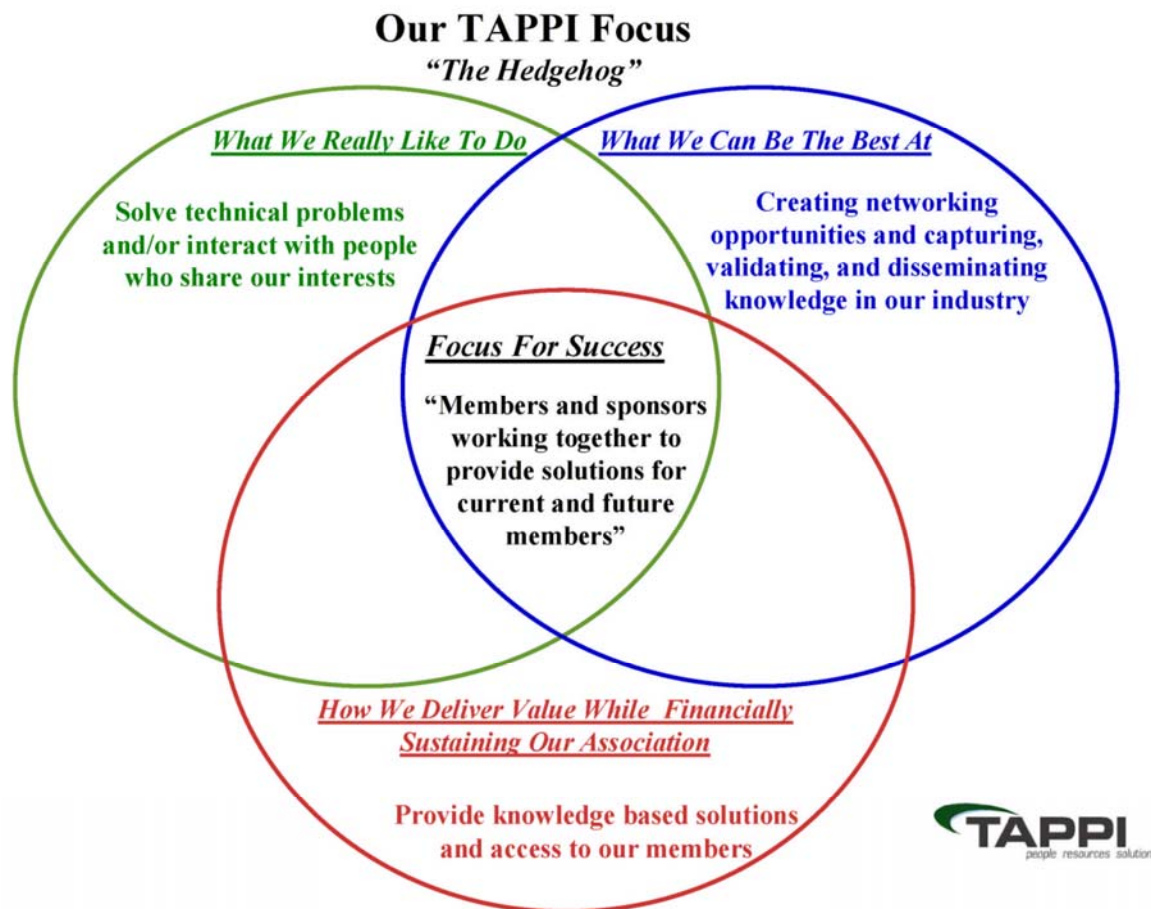 Our TAPPI Focus
“The Hedgehog”
What We Really Like To Do
Solve technical problems
and/or interact with people
who share our interests
What We Can Be The Best At
Creating networking
opportunities and capturing,
validating, and disseminating
knowledge in our industry
Focus For Success
“Members and sponsors
working together to
provide solutions for
current and future
members”
How We Deliver Value While Financially
Sustaining Our Association
Provide knowledge based solutions
and access to our members
TAPPI
people resources solution